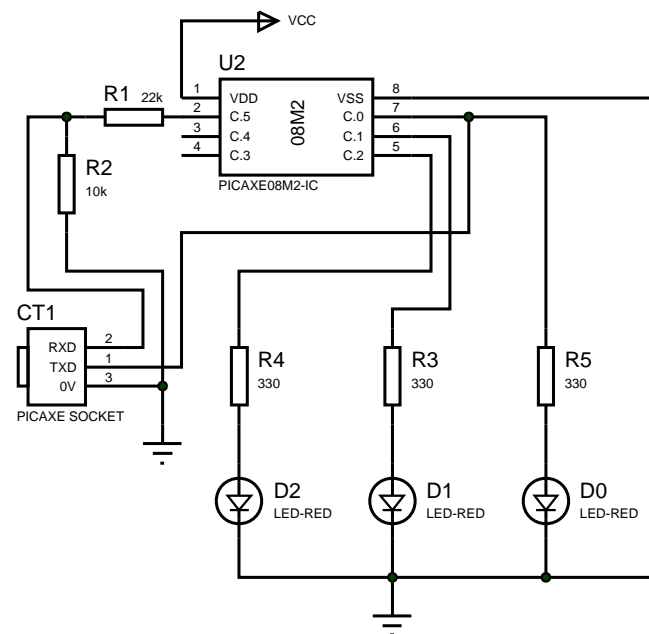 VCC
U2
R1 22k
1 VDD VSS 8
2 C.5 C.0 7
3 C.4 C.1 6
4 C.3 C.2 5
08M2
PICAXE08M2-IC
R2
10k
CT1
RXD 2
TXD 1
0V 3
PICAXE SOCKET
R4
330
R3
330
R5
330
D2
LED-RED
D1
LED-RED
D0
LED-RED